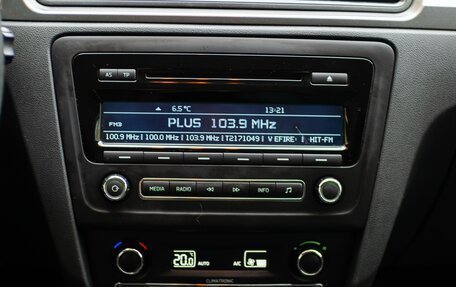 AS TP
6.5°C 13-21
FM3
PLUS 103.9 MHz
100.9 MHz | 100.0 MHz | 103.9 MHz | T2171049 | V EFIRE | HIT-FM
MEDIA RADIO INFO
20.0 AUTO A/C
CLIMATRONIC